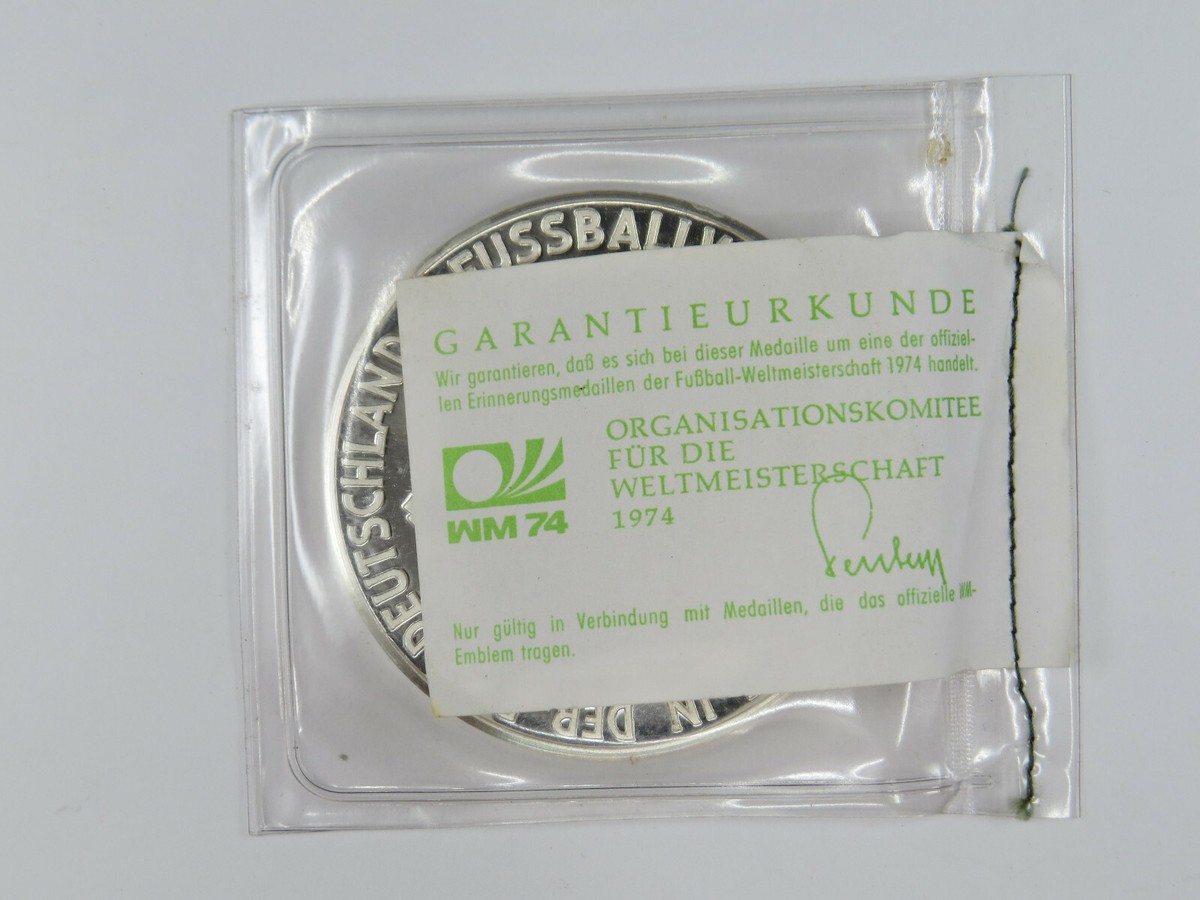 FUSSBALL
DEUTSCHLAND
IN DER
GARANTIEURKUNDE
Wir garantieren, daß es sich bei dieser Medaille um eine der offiziel-
len Erinnerungsmedaillen der Fußball-Weltmeisterschaft 1974 handelt.
WM 74
ORGANISATIONSKOMITEE
FÜR DIE
WELTMEISTERSCHAFT
1974
Nur gültig in Verbindung mit Medaillen, die das offizielle WM-
Emblem tragen.